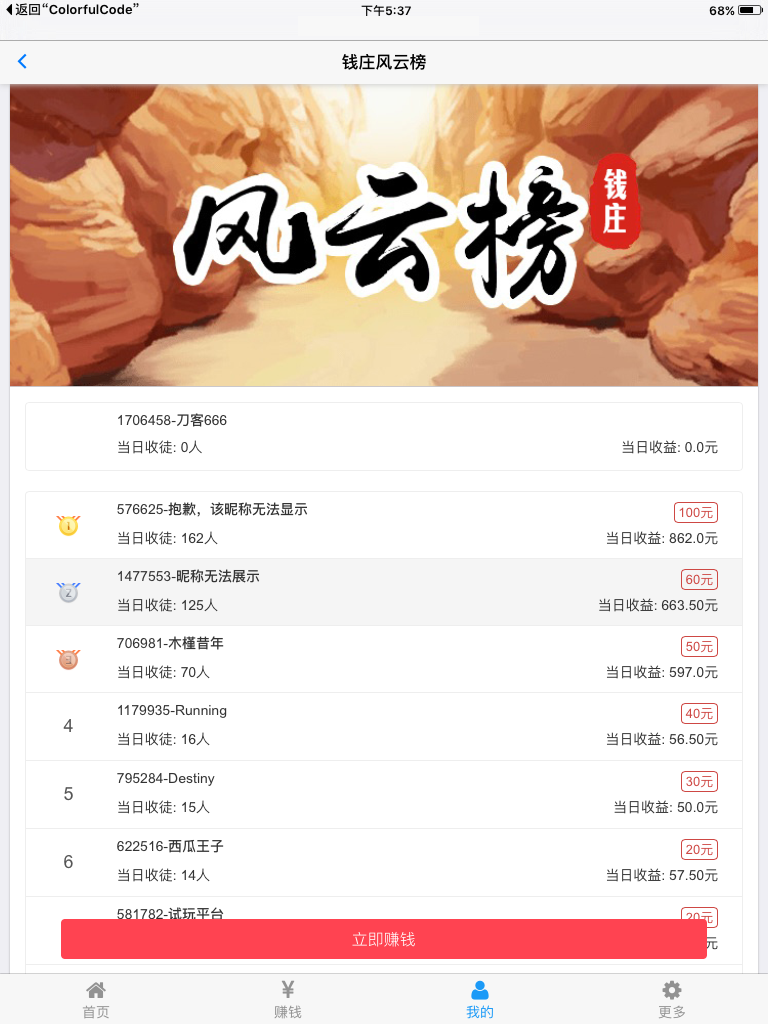 返回“ColorfulCode” 下午5:37 68%
钱庄风云榜
风云榜 钱庄
1706458-刀客666
当日收徒: 0人 当日收益: 0.0元
1 576625-抱歉，该昵称无法显示 100元
当日收徒: 162人 当日收益: 862.0元
2 1477553-昵称无法展示 60元
当日收徒: 125人 当日收益: 663.50元
3 706981-木槿昔年 50元
当日收徒: 70人 当日收益: 597.0元
4 1179935-Running 40元
当日收徒: 16人 当日收益: 56.50元
5 795284-Destiny 30元
当日收徒: 15人 当日收益: 50.0元
6 622516-西瓜王子 20元
当日收徒: 14人 当日收益: 57.50元
581782-试玩平台 20元
元
立即赚钱
首页 赚钱 我的 更多